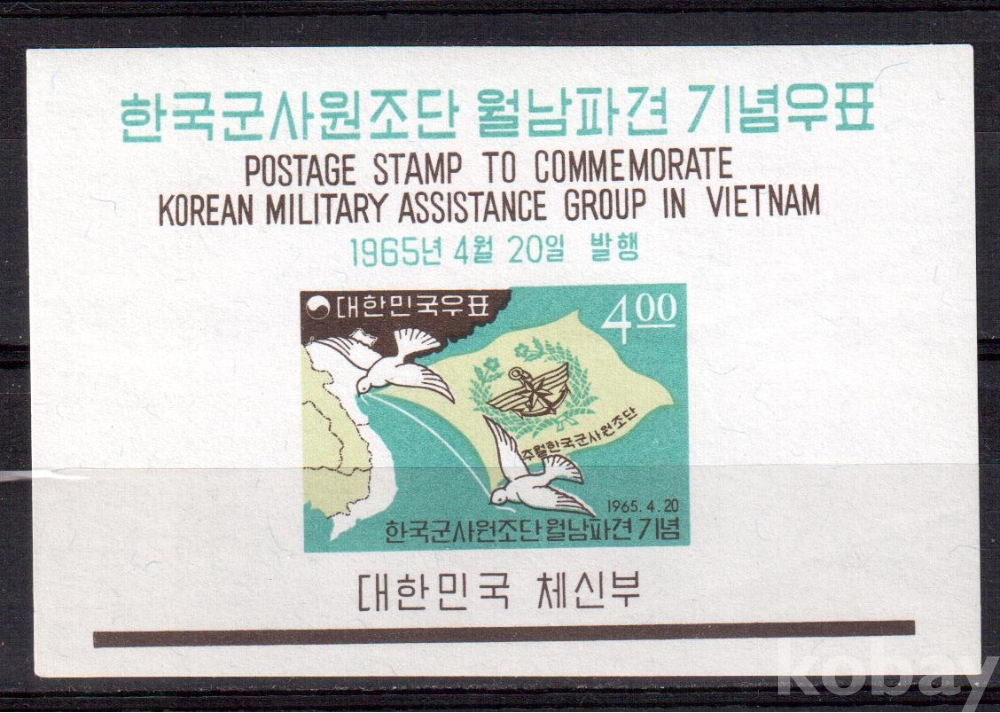 한국군사원조단 월남파견 기념우표
POSTAGE STAMP TO COMMEMORATE
KOREAN MILITARY ASSISTANCE GROUP IN VIETNAM
1965년 4월 20일 발행
대한민국우표
4.00
주월한국군사원조단
1965.4.20
한국군사원조단월남파견기념
대한민국 체신부
kobay